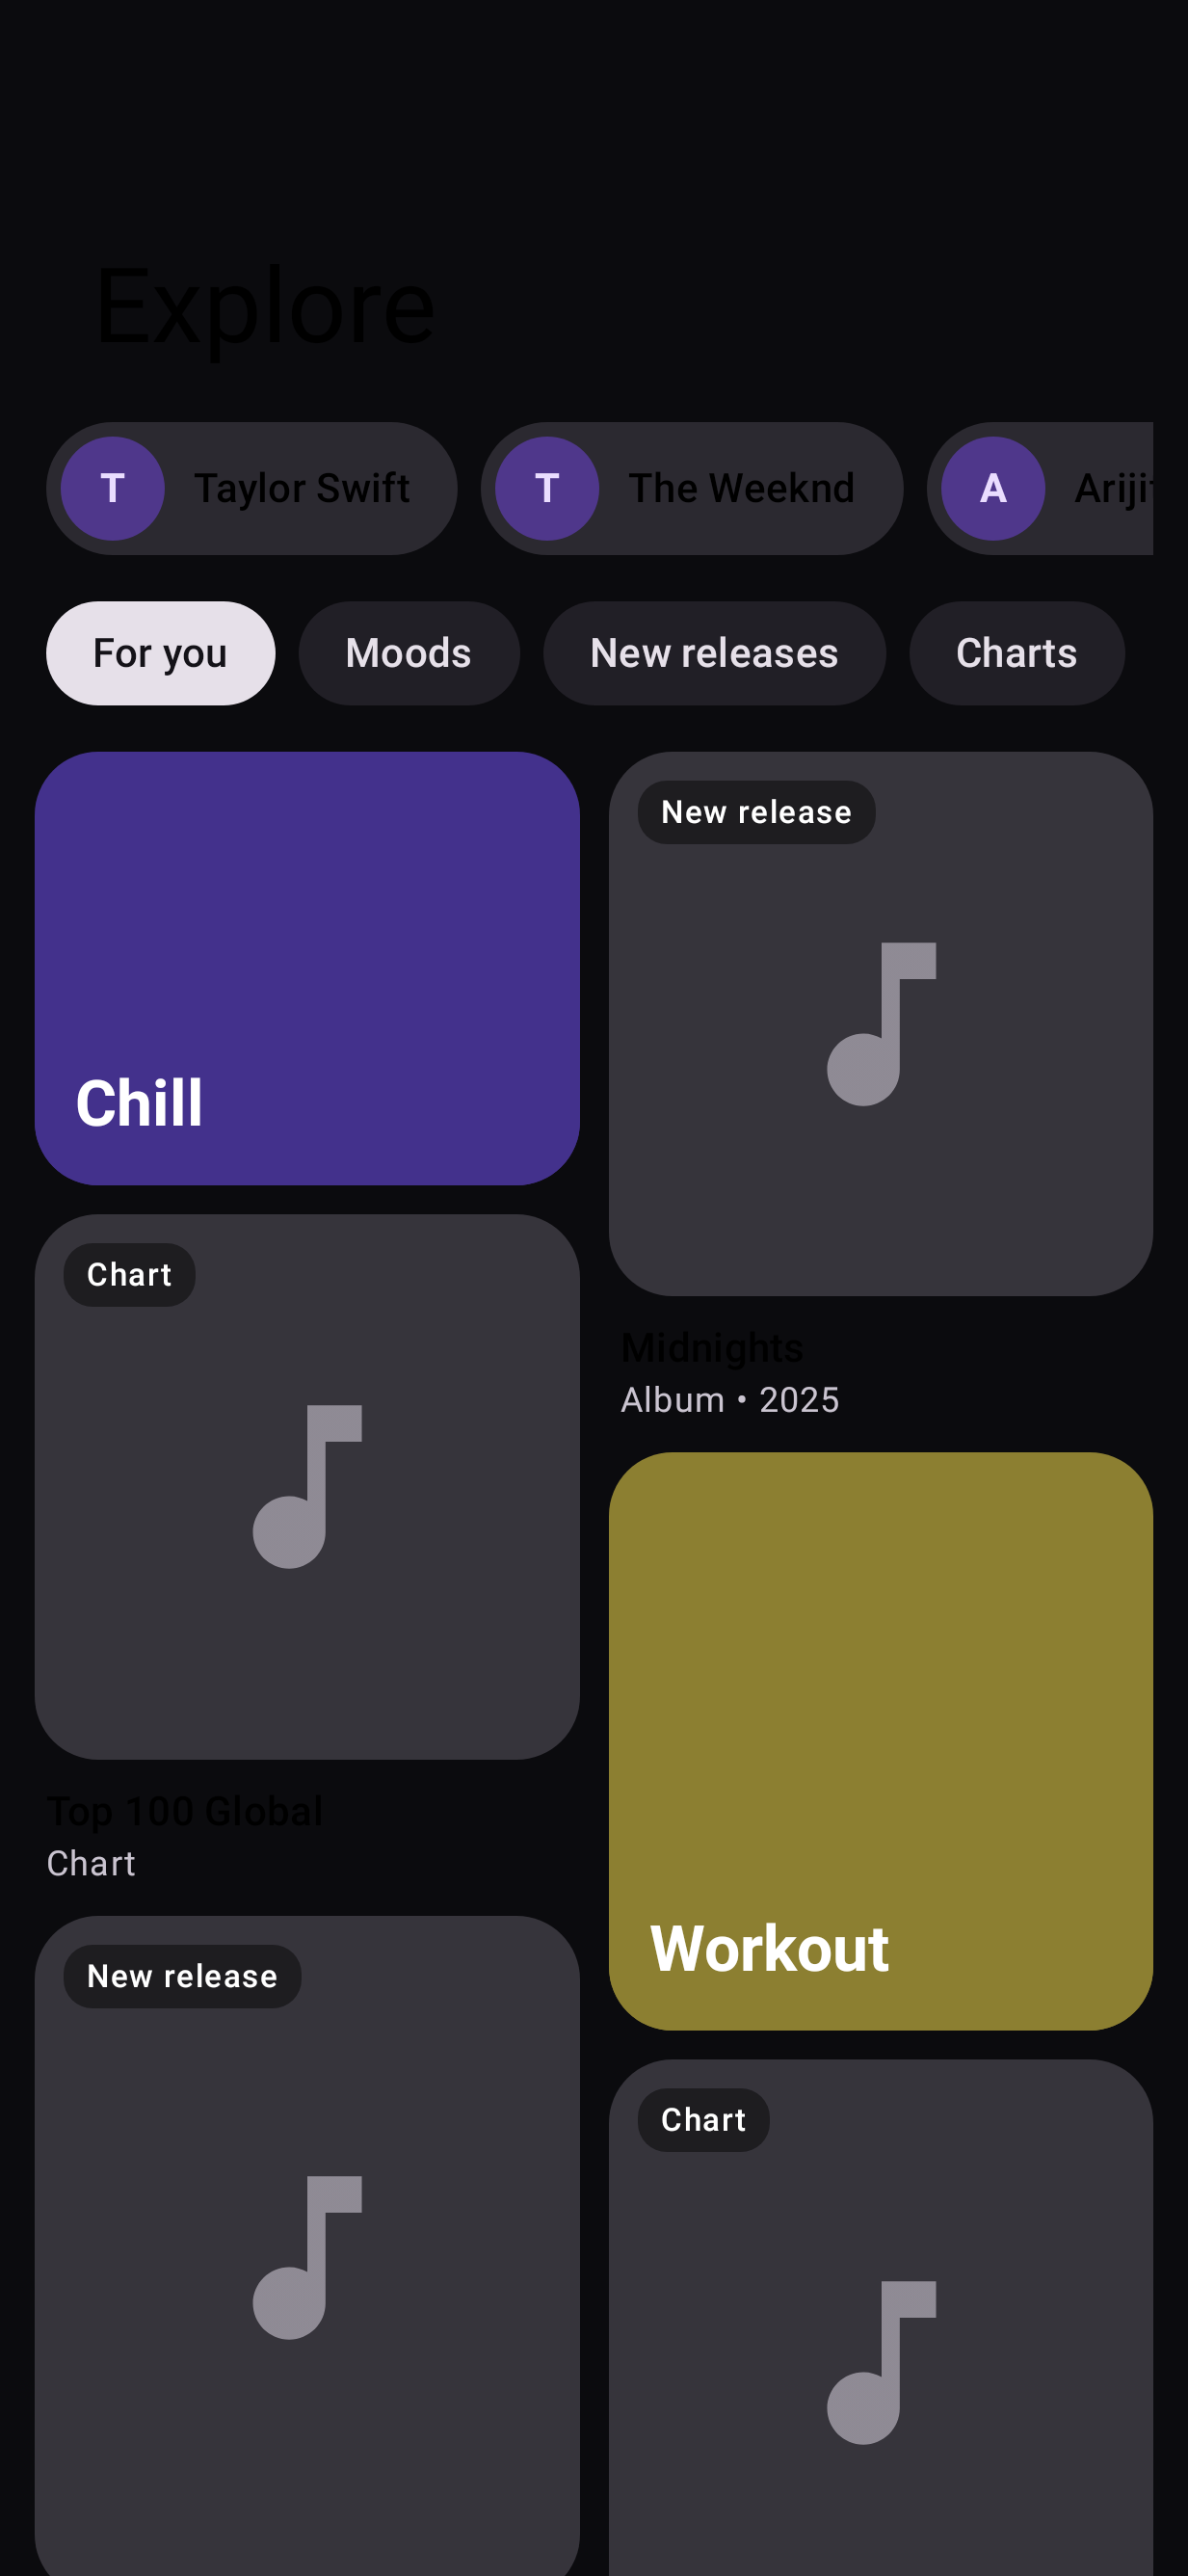 Explore
T Taylor Swift
T The Weeknd
A
For you
Moods
New releases
Charts
Chill
New release
Midnights
Album • 2025
Chart
Top 100 Global
Chart
Workout
New release
Chart